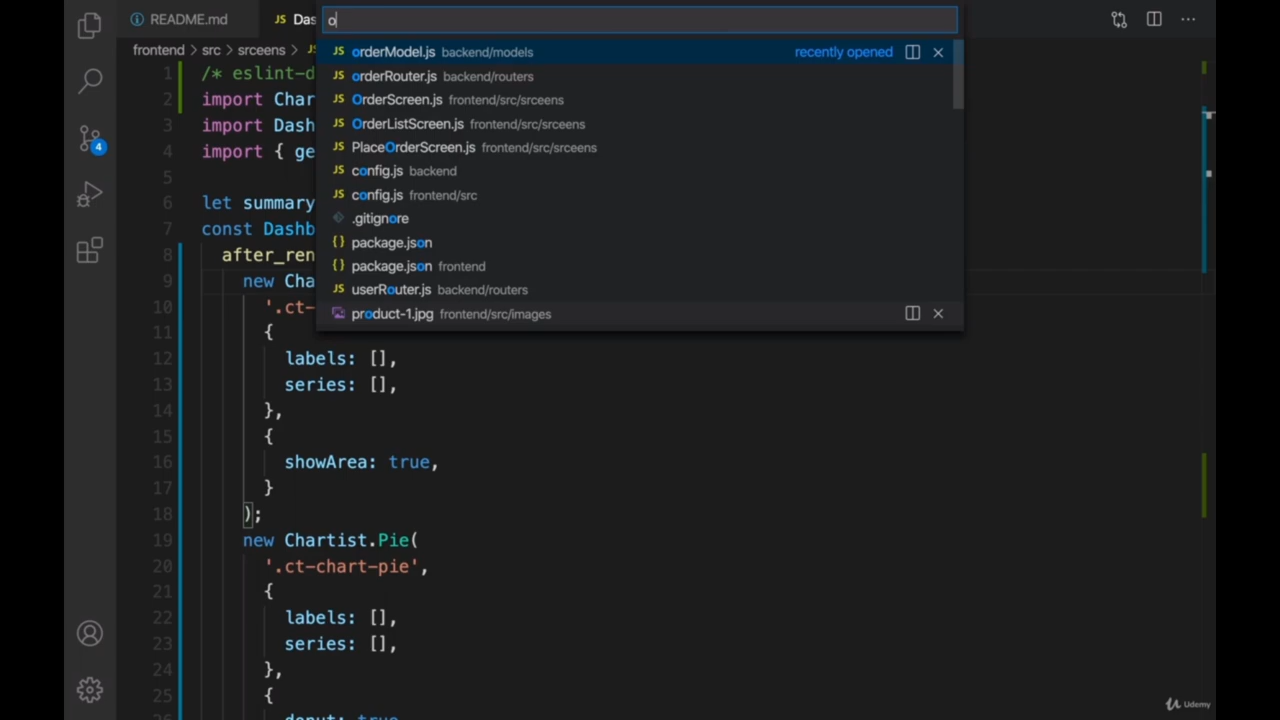 README.md
JS Das
o
frontend > src > srceens > JS
JS orderModel.js backend/models recently opened
JS orderRouter.js backend/routers
JS OrderScreen.js frontend/src/srceens
JS OrderListScreen.js frontend/src/srceens
JS PlaceOrderScreen.js frontend/src/srceens
JS config.js backend
JS config.js frontend/src
.gitignore
{} package.json
{} package.json frontend
JS userRouter.js backend/routers
product-1.jpg frontend/src/images
4
1 /* eslint-d
2 import Char
3 import Dash
4 import { ge
5
6 let summary
7 const Dashb
8 after_ren
9 new Cha
10 '.ct-
11 {
12 labels: [],
13 series: [],
14 },
15 {
16 showArea: true,
17 }
18 );
19 new Chartist.Pie(
20 '.ct-chart-pie',
21 {
22 labels: [],
23 series: [],
24 },
25 {
26 donut: true
Udemy